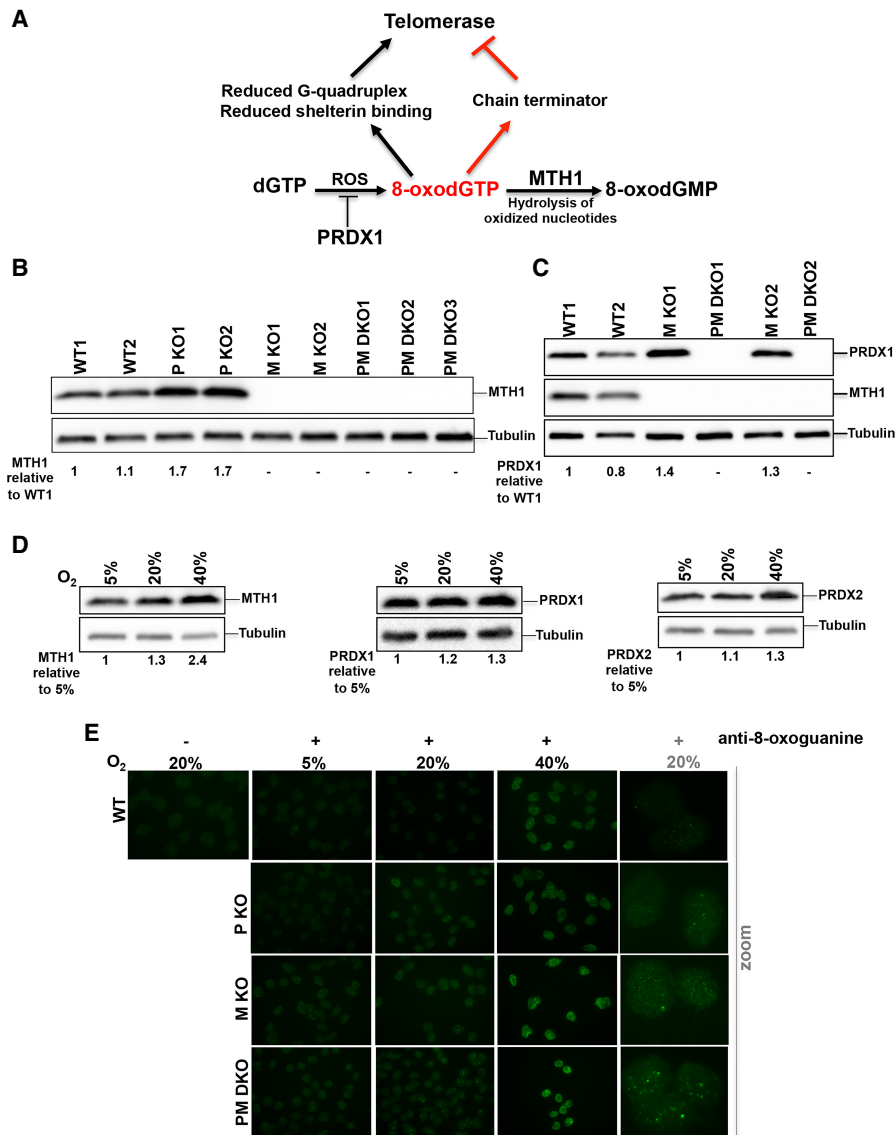 A
Telomerase
Reduced G-quadruplex
Reduced shelterin binding
Chain terminator
dGTP
ROS
8-oxodGTP
MTH1
8-oxodGMP
Hydrolysis of
oxidized nucleotides
PRDX1
B
WT1
WT2
P KO1
P KO2
M KO1
M KO2
PM DKO1
PM DKO2
PM DKO3
MTH1
Tubulin
MTH1
relative
to WT1
1 1.1 1.7 1.7 - - - - -
C
WT1
WT2
M KO1
PM DKO1
M KO2
PM DKO2
PRDX1
MTH1
Tubulin
PRDX1
relative
to WT1
1 0.8 1.4 - 1.3 -
D
O2
5% 20% 40%
MTH1
Tubulin
MTH1
relative
to 5%
1 1.3 2.4
5% 20% 40%
PRDX1
Tubulin
PRDX1
relative
to 5%
1 1.2 1.3
5% 20% 40%
PRDX2
Tubulin
PRDX2
relative
to 5%
1 1.1 1.3
E
- + + + + anti-8-oxoguanine
O2 20% 5% 20% 40% 20%
WT
P KO
M KO
PM DKO
zoom